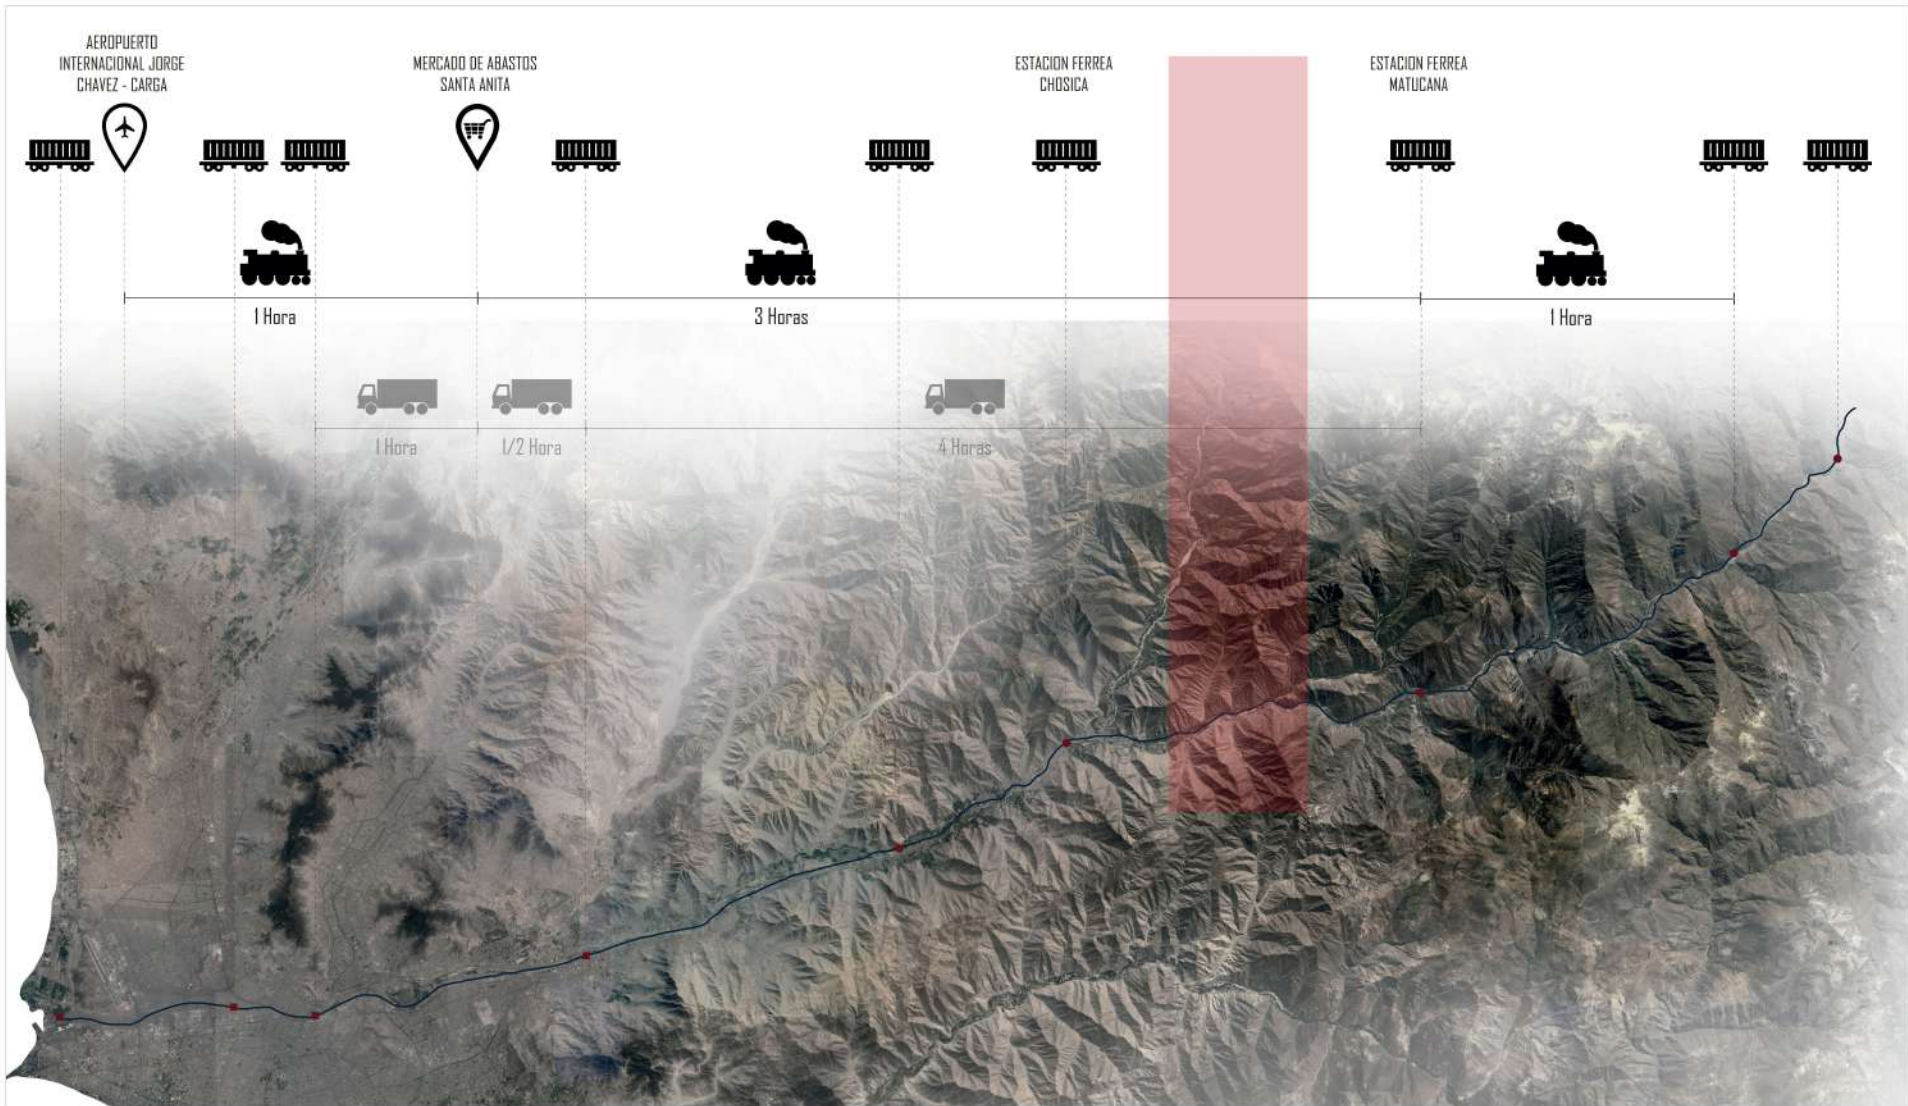 AEROPUERTO
INTERNACIONAL JORGE
CHAVEZ - CARGA
MERCADO DE ABASTOS
SANTA ANITA
ESTACION FERREA
CHOSICA
ESTACION FERREA
MATUCANA
1 Hora
3 Horas
1 Hora
1 Hora
1/2 Hora
4 Horas